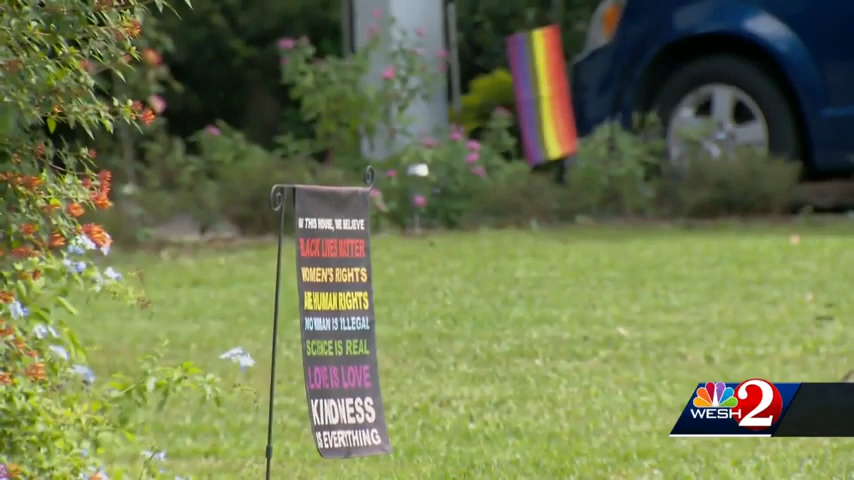 IN THIS HOUSE, WE BELIEVE
BLACK LIVES MATTER
WOMEN'S RIGHTS
ARE HUMAN RIGHTS
NO HUMAN IS ILLEGAL
SCIENCE IS REAL
LOVE IS LOVE
KINDNESS
IS EVERYTHING
WESH 2